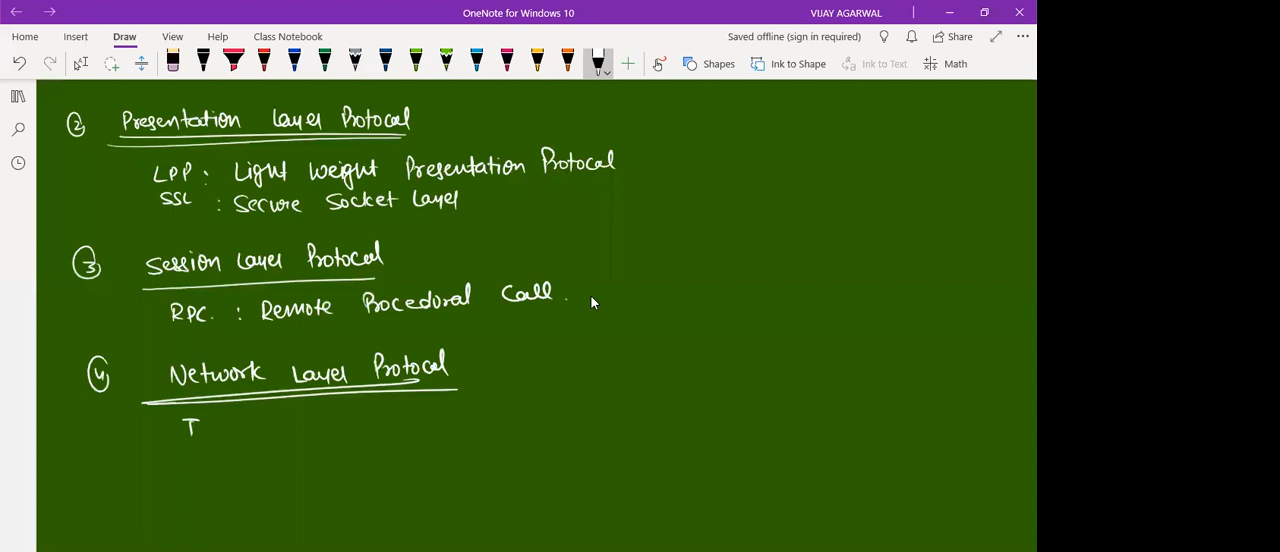 OneNote for Windows 10
VIJAY AGARWAL
Home Insert Draw View Help Class Notebook
Saved offline (sign in required) Share
Shapes Ink to Shape Ink to Text Math
2 Presentation Layer Protocal
LPP : Light Weight Presentation Protocal
SSL : Secure Socket Layer
3 Session Layer Protocal
RPC. : Remote Procedoral Call.
4 Network Layer Protocal
T